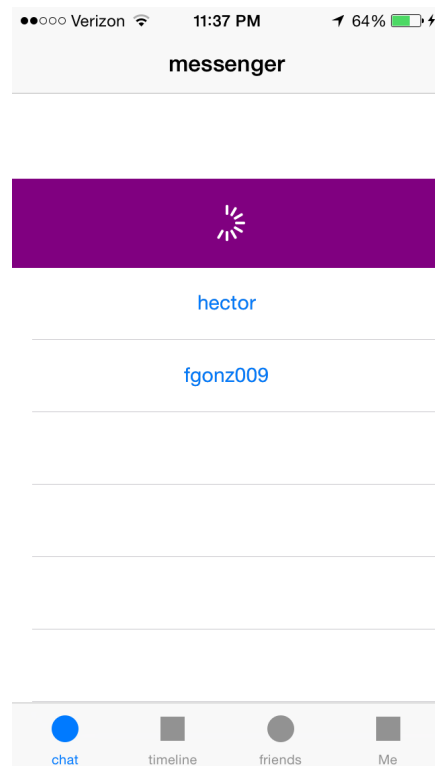 Verizon 11:37 PM 64%
messenger
hector
fgonz009
chat timeline friends Me